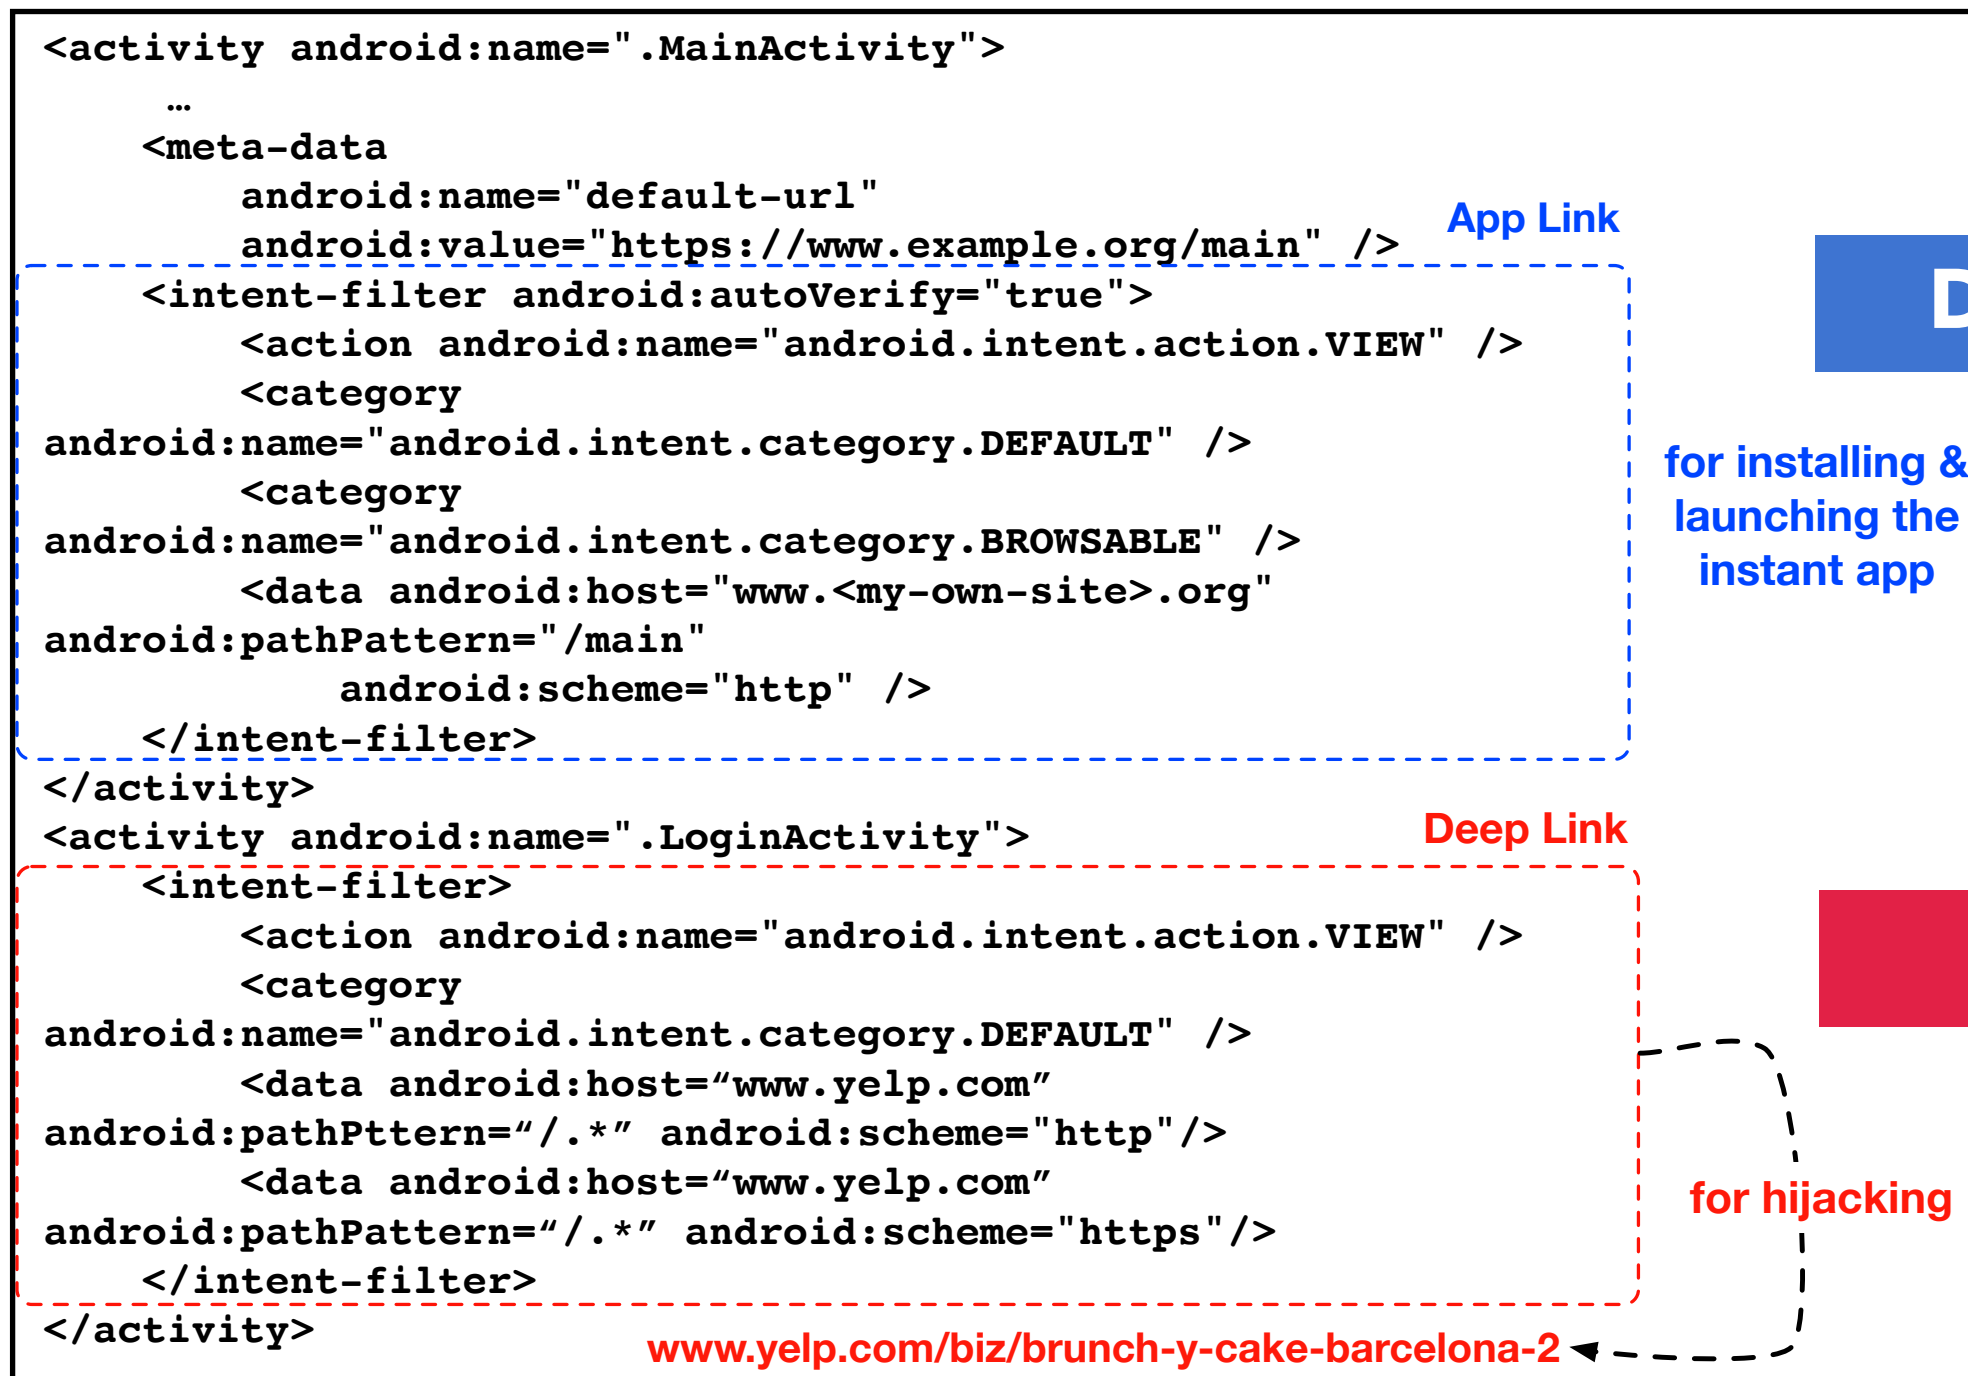 <activity android:name=".MainActivity">
…
<meta-data
android:name="default-url"
android:value="https://www.example.org/main" />
App Link
<intent-filter android:autoVerify="true">
<action android:name="android.intent.action.VIEW" />
<category
android:name="android.intent.category.DEFAULT" />
<category
android:name="android.intent.category.BROWSABLE" />
<data android:host="www.<my-own-site>.org"
android:pathPattern="/main"
android:scheme="http" />
</intent-filter>
D
for installing &
launching the
instant app
</activity>
<activity android:name=".LoginActivity">
Deep Link
<intent-filter>
<action android:name="android.intent.action.VIEW" />
<category
android:name="android.intent.category.DEFAULT" />
<data android:host=“www.yelp.com”
android:pathPttern=“/.*” android:scheme="http"/>
<data android:host=“www.yelp.com”
android:pathPattern=“/.*” android:scheme="https"/>
</intent-filter>
for hijacking
</activity>
www.yelp.com/biz/brunch-y-cake-barcelona-2